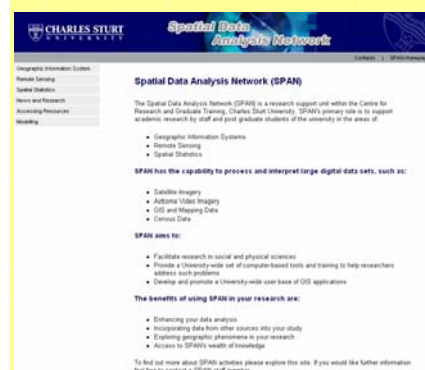 CHARLES STURT
UNIVERSITY
Spatial Data
Analysis Network
Contacts | SPAN Homepage
Geographic Information System
Remote Sensing
Spatial Statistics
News and Research
Accessing Resources
Modelling
Spatial Data Analysis Network (SPAN)
The Spatial Data Analysis Network (SPAN) is a research support unit within the Centre for
Research and Graduate Training, Charles Sturt University. SPAN's primary role is to support
academic research by staff and post graduate students of the university in the areas of:
Geographic Information Systems
Remote Sensing
Spatial Statistics
SPAN has the capability to process and interpret large digital data sets, such as:
Satellite Imagery
Airborne Video Imagery
GIS and Mapping Data
Census Data
SPAN aims to:
Facilitate research in social and physical sciences
Provide a University-wide set of computer-based tools and training to help researchers
address such problems
Develop and promote a University-wide user base of GIS applications
The benefits of using SPAN in your research are:
Enhancing your data analysis
Incorporating data from other sources into your study
Exploring geographic phenomena in your research
Access to SPAN's wealth of knowledge
To find out more about SPAN activities please explore this site. If you would like further information
feel free to contact a SPAN staff member